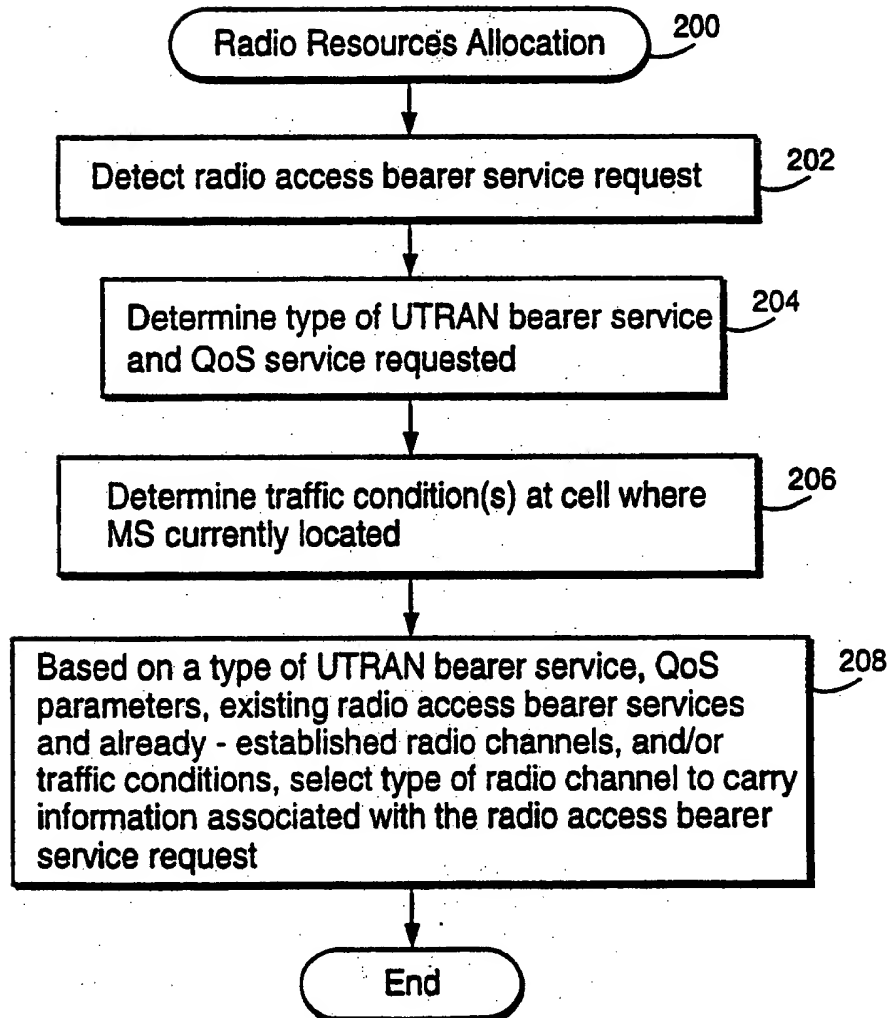 Radio Resources Allocation
200
Detect radio access bearer service request
202
Determine type of UTRAN bearer service
and QoS service requested
204
Determine traffic condition(s) at cell where
MS currently located
206
Based on a type of UTRAN bearer service, QoS
parameters, existing radio access bearer services
and already - established radio channels, and/or
traffic conditions, select type of radio channel to carry
information associated with the radio access bearer
service request
208
End